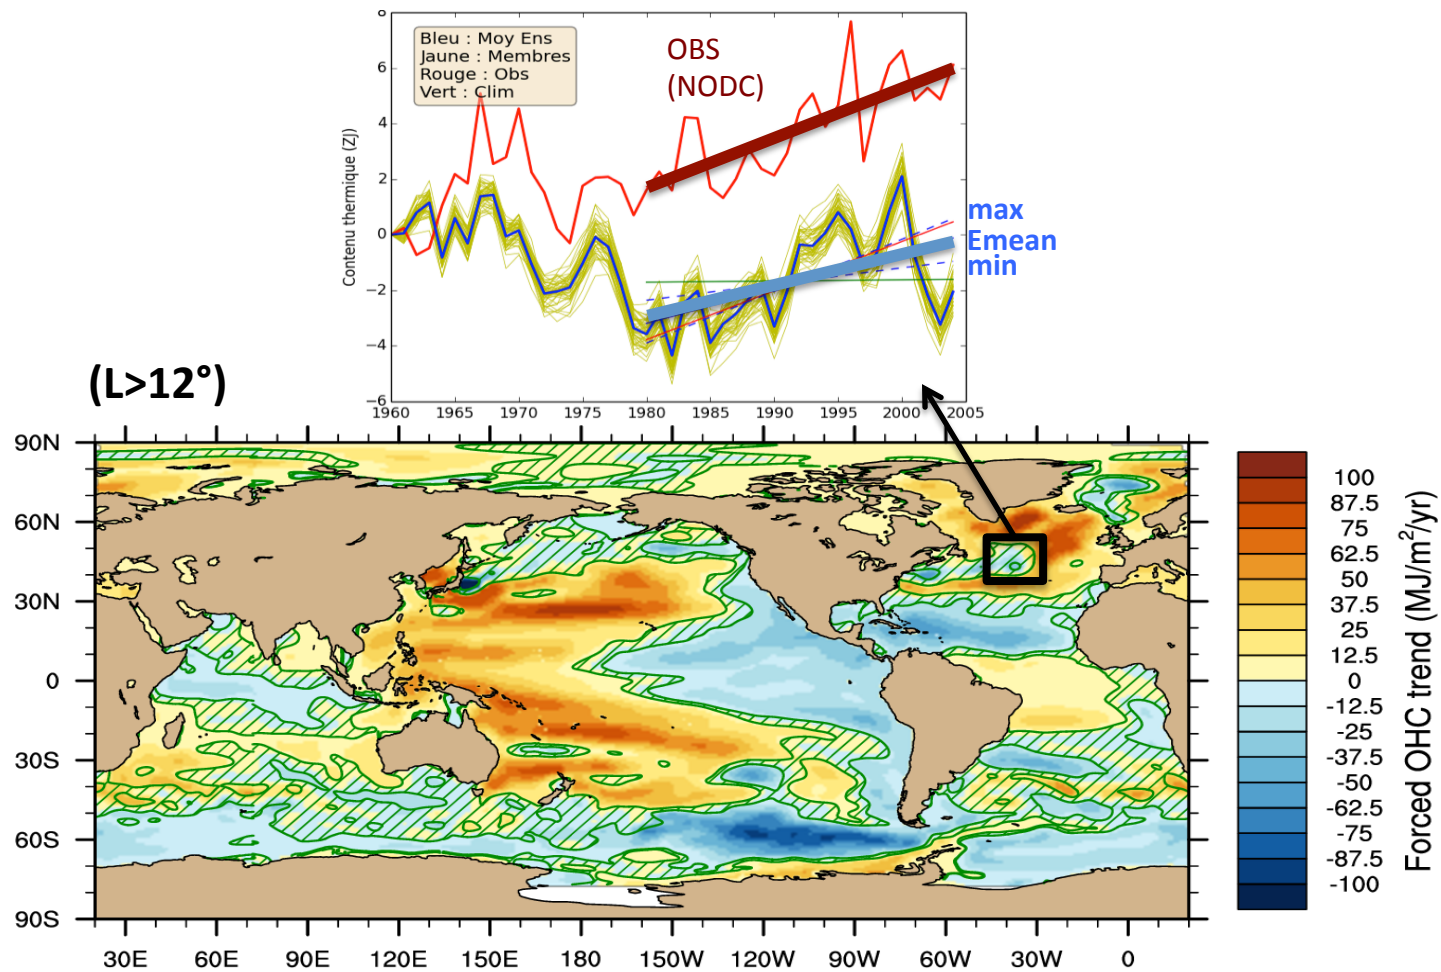 8
6
4
2
0
−2
−4
−6
Contenu thermique (ZJ)
Bleu : Moy Ens
Jaune : Membres
Rouge : Obs
Vert : Clim
OBS
(NODC)
max
Emean
min
1960 1965 1970 1975 1980 1985 1990 1995 2000 2005
(L>12°)
90N
60N
30N
0
30S
60S
90S
30E 60E 90E 120E 150E 180 150W 120W 90W 60W 30W 0
100
87.5
75
62.5
50
37.5
25
12.5
0
-12.5
-25
-37.5
-50
-62.5
-75
-87.5
-100
Forced OHC trend (MJ/m²/yr)